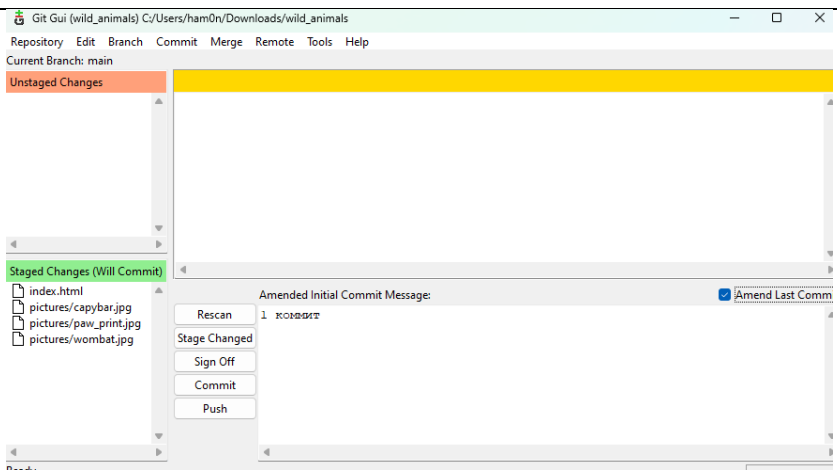 Git Gui (wild_animals) C:/Users/ham0n/Downloads/wild_animals
Repository Edit Branch Commit Merge Remote Tools Help
Current Branch: main
Unstaged Changes
Staged Changes (Will Commit)
index.html
pictures/capybar.jpg
pictures/paw_print.jpg
pictures/wombat.jpg
Rescan
Stage Changed
Sign Off
Commit
Push
Amended Initial Commit Message:
Amend Last Commi
1 коммит
Ready